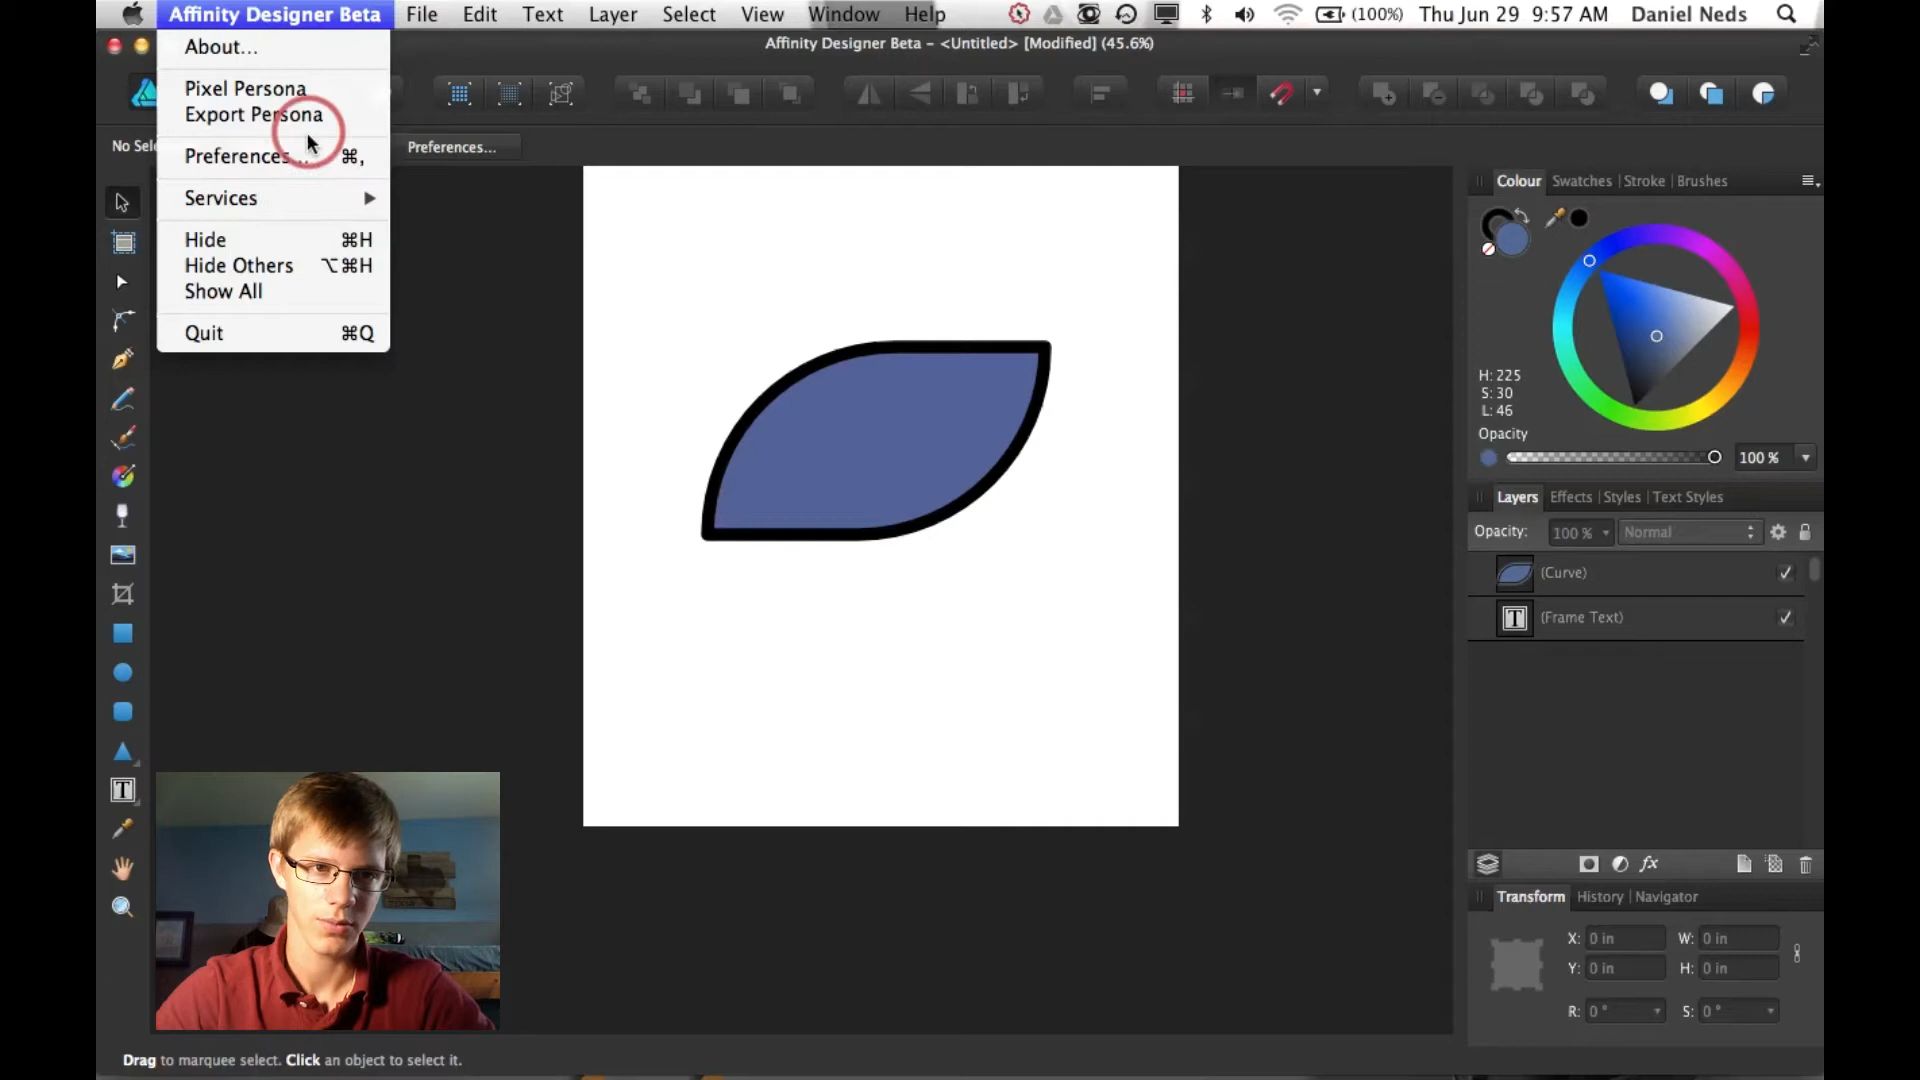 Affinity Designer Beta File Edit Text Layer Select View Window Help (100%) Thu Jun 29 9:57 AM Daniel Neds
Affinity Designer Beta – <Untitled> [Modified] (45.6%)
About...
Pixel Persona
Export Persona
Preferences... ⌘,
Services
Hide ⌘H
Hide Others ⌥⌘H
Show All
Quit ⌘Q
No Sele
Preferences...
Colour Swatches Stroke Brushes
H: 225
S: 30
L: 46
Opacity
100 %
Layers Effects Styles Text Styles
Opacity: 100 % Normal
(Curve)
T (Frame Text)
fx
Transform History Navigator
X: 0 in W: 0 in
Y: 0 in H: 0 in
R: 0 ° S: 0 °
T
Drag to marquee select. Click an object to select it.